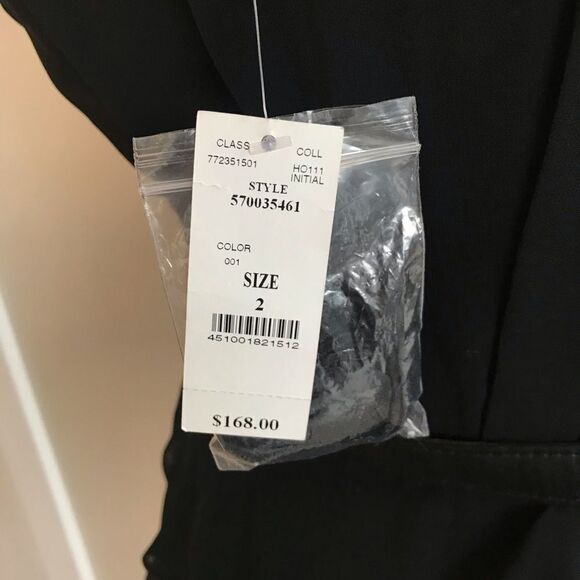 CLASS COLL
772351501 HO111
INITIAL
STYLE
570035461
COLOR
001
SIZE
2
451001821512
$168.00